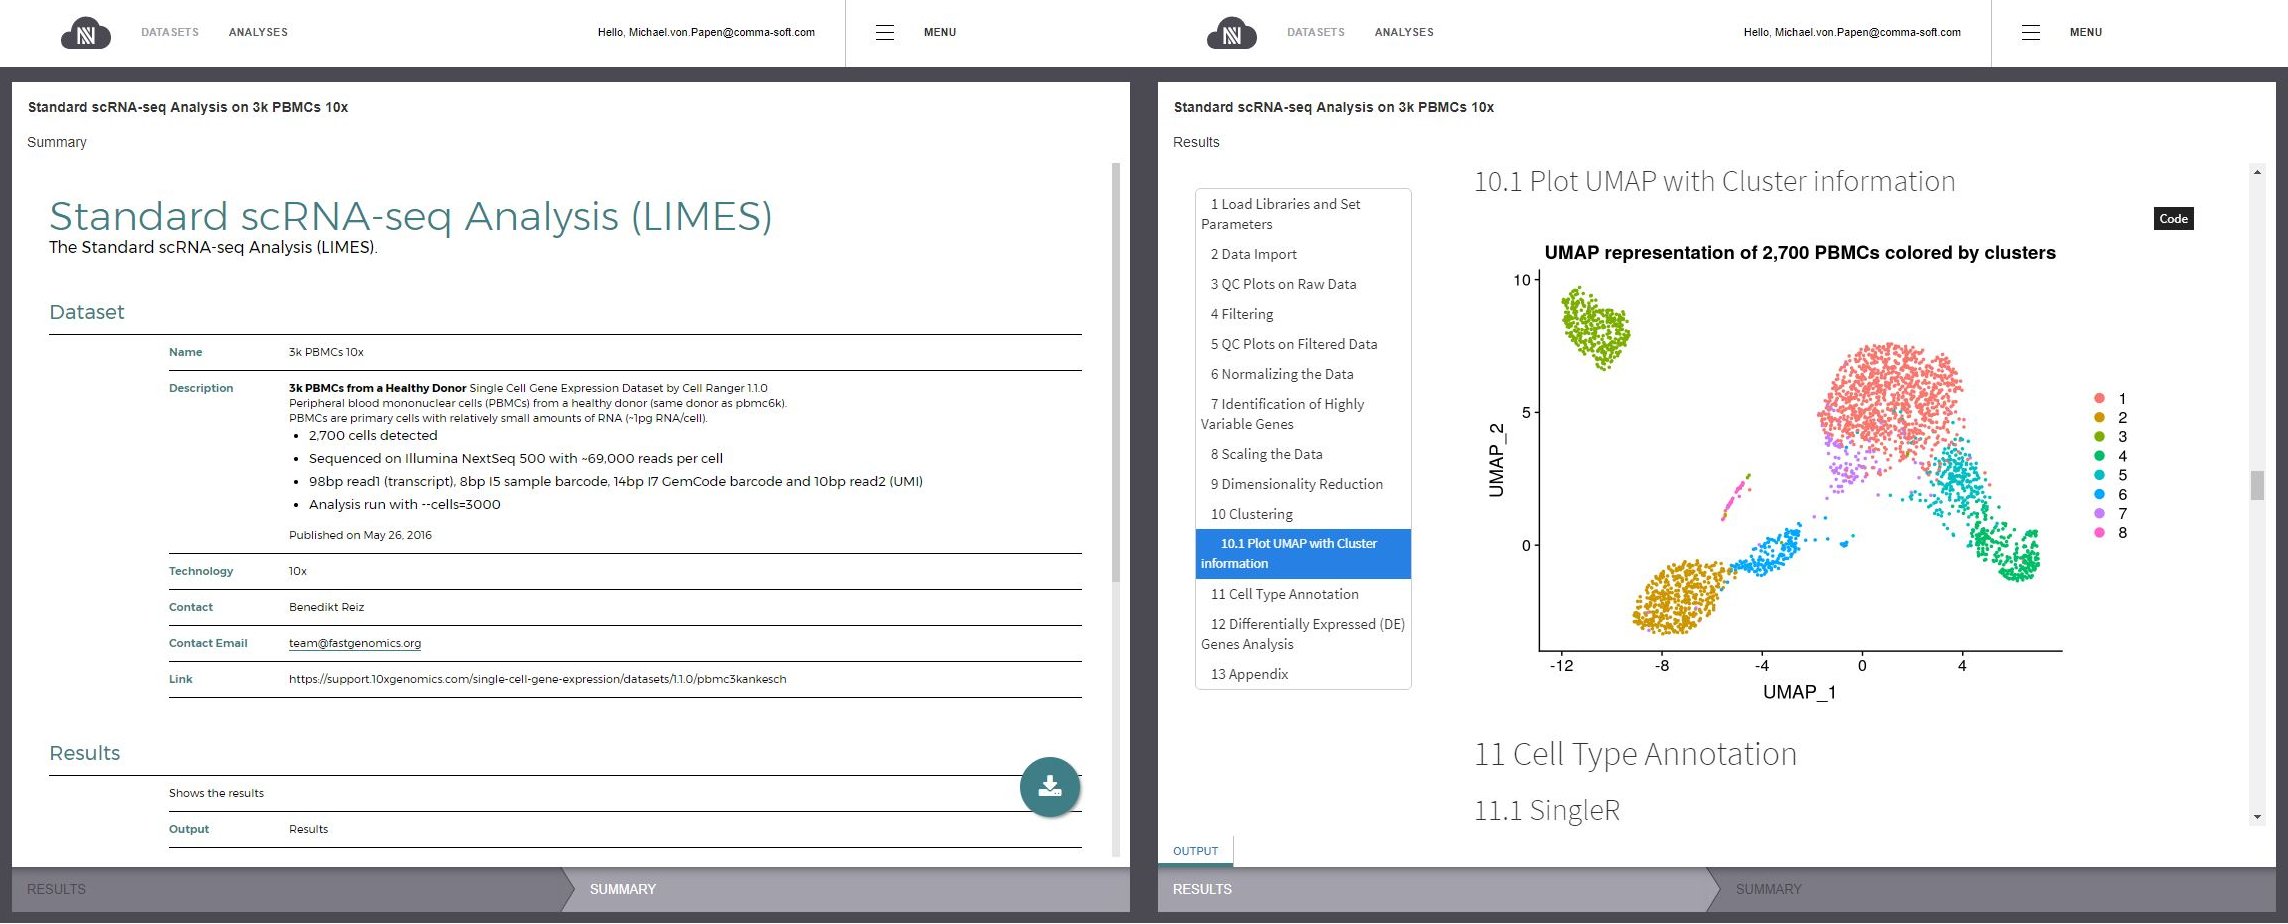 DATASETS ANALYSES Hello, Michael.von.Papen@comma-soft.com MENU
Standard scRNA-seq Analysis on 3k PBMCs 10x
Summary
Standard scRNA-seq Analysis (LIMES)
The Standard scRNA-seq Analysis (LIMES).
Dataset
Name 3k PBMCs 10x
Description 3k PBMCs from a Healthy Donor Single Cell Gene Expression Dataset by Cell Ranger 1.1.0
Peripheral blood mononuclear cells (PBMCs) from a healthy donor (same donor as pbmc6k).
PBMCs are primary cells with relatively small amounts of RNA (~1pg RNA/cell).
• 2,700 cells detected
• Sequenced on Illumina NextSeq 500 with ~69,000 reads per cell
• 98bp read1 (transcript), 8bp I5 sample barcode, 14bp I7 GemCode barcode and 10bp read2 (UMI)
• Analysis run with --cells=3000
Published on May 26, 2016
Technology 10x
Contact Benedikt Reiz
Contact Email team@fastgenomics.org
Link https://support.10xgenomics.com/single-cell-gene-expression/datasets/1.1.0/pbmc3kankesch
Results
Shows the results
Output Results
RESULTS SUMMARY
DATASETS ANALYSES Hello, Michael.von.Papen@comma-soft.com MENU
Standard scRNA-seq Analysis on 3k PBMCs 10x
Results
1 Load Libraries and Set
Parameters
2 Data Import
3 QC Plots on Raw Data
4 Filtering
5 QC Plots on Filtered Data
6 Normalizing the Data
7 Identification of Highly
Variable Genes
8 Scaling the Data
9 Dimensionality Reduction
10 Clustering
10.1 Plot UMAP with Cluster
information
11 Cell Type Annotation
12 Differentially Expressed (DE)
Genes Analysis
13 Appendix
10.1 Plot UMAP with Cluster information
Code
UMAP representation of 2,700 PBMCs colored by clusters
UMAP_2
10
5
0
-12 -8 -4 0 4
UMAP_1
1
2
3
4
5
6
7
8
11 Cell Type Annotation
11.1 SingleR
OUTPUT
RESULTS SUMMARY